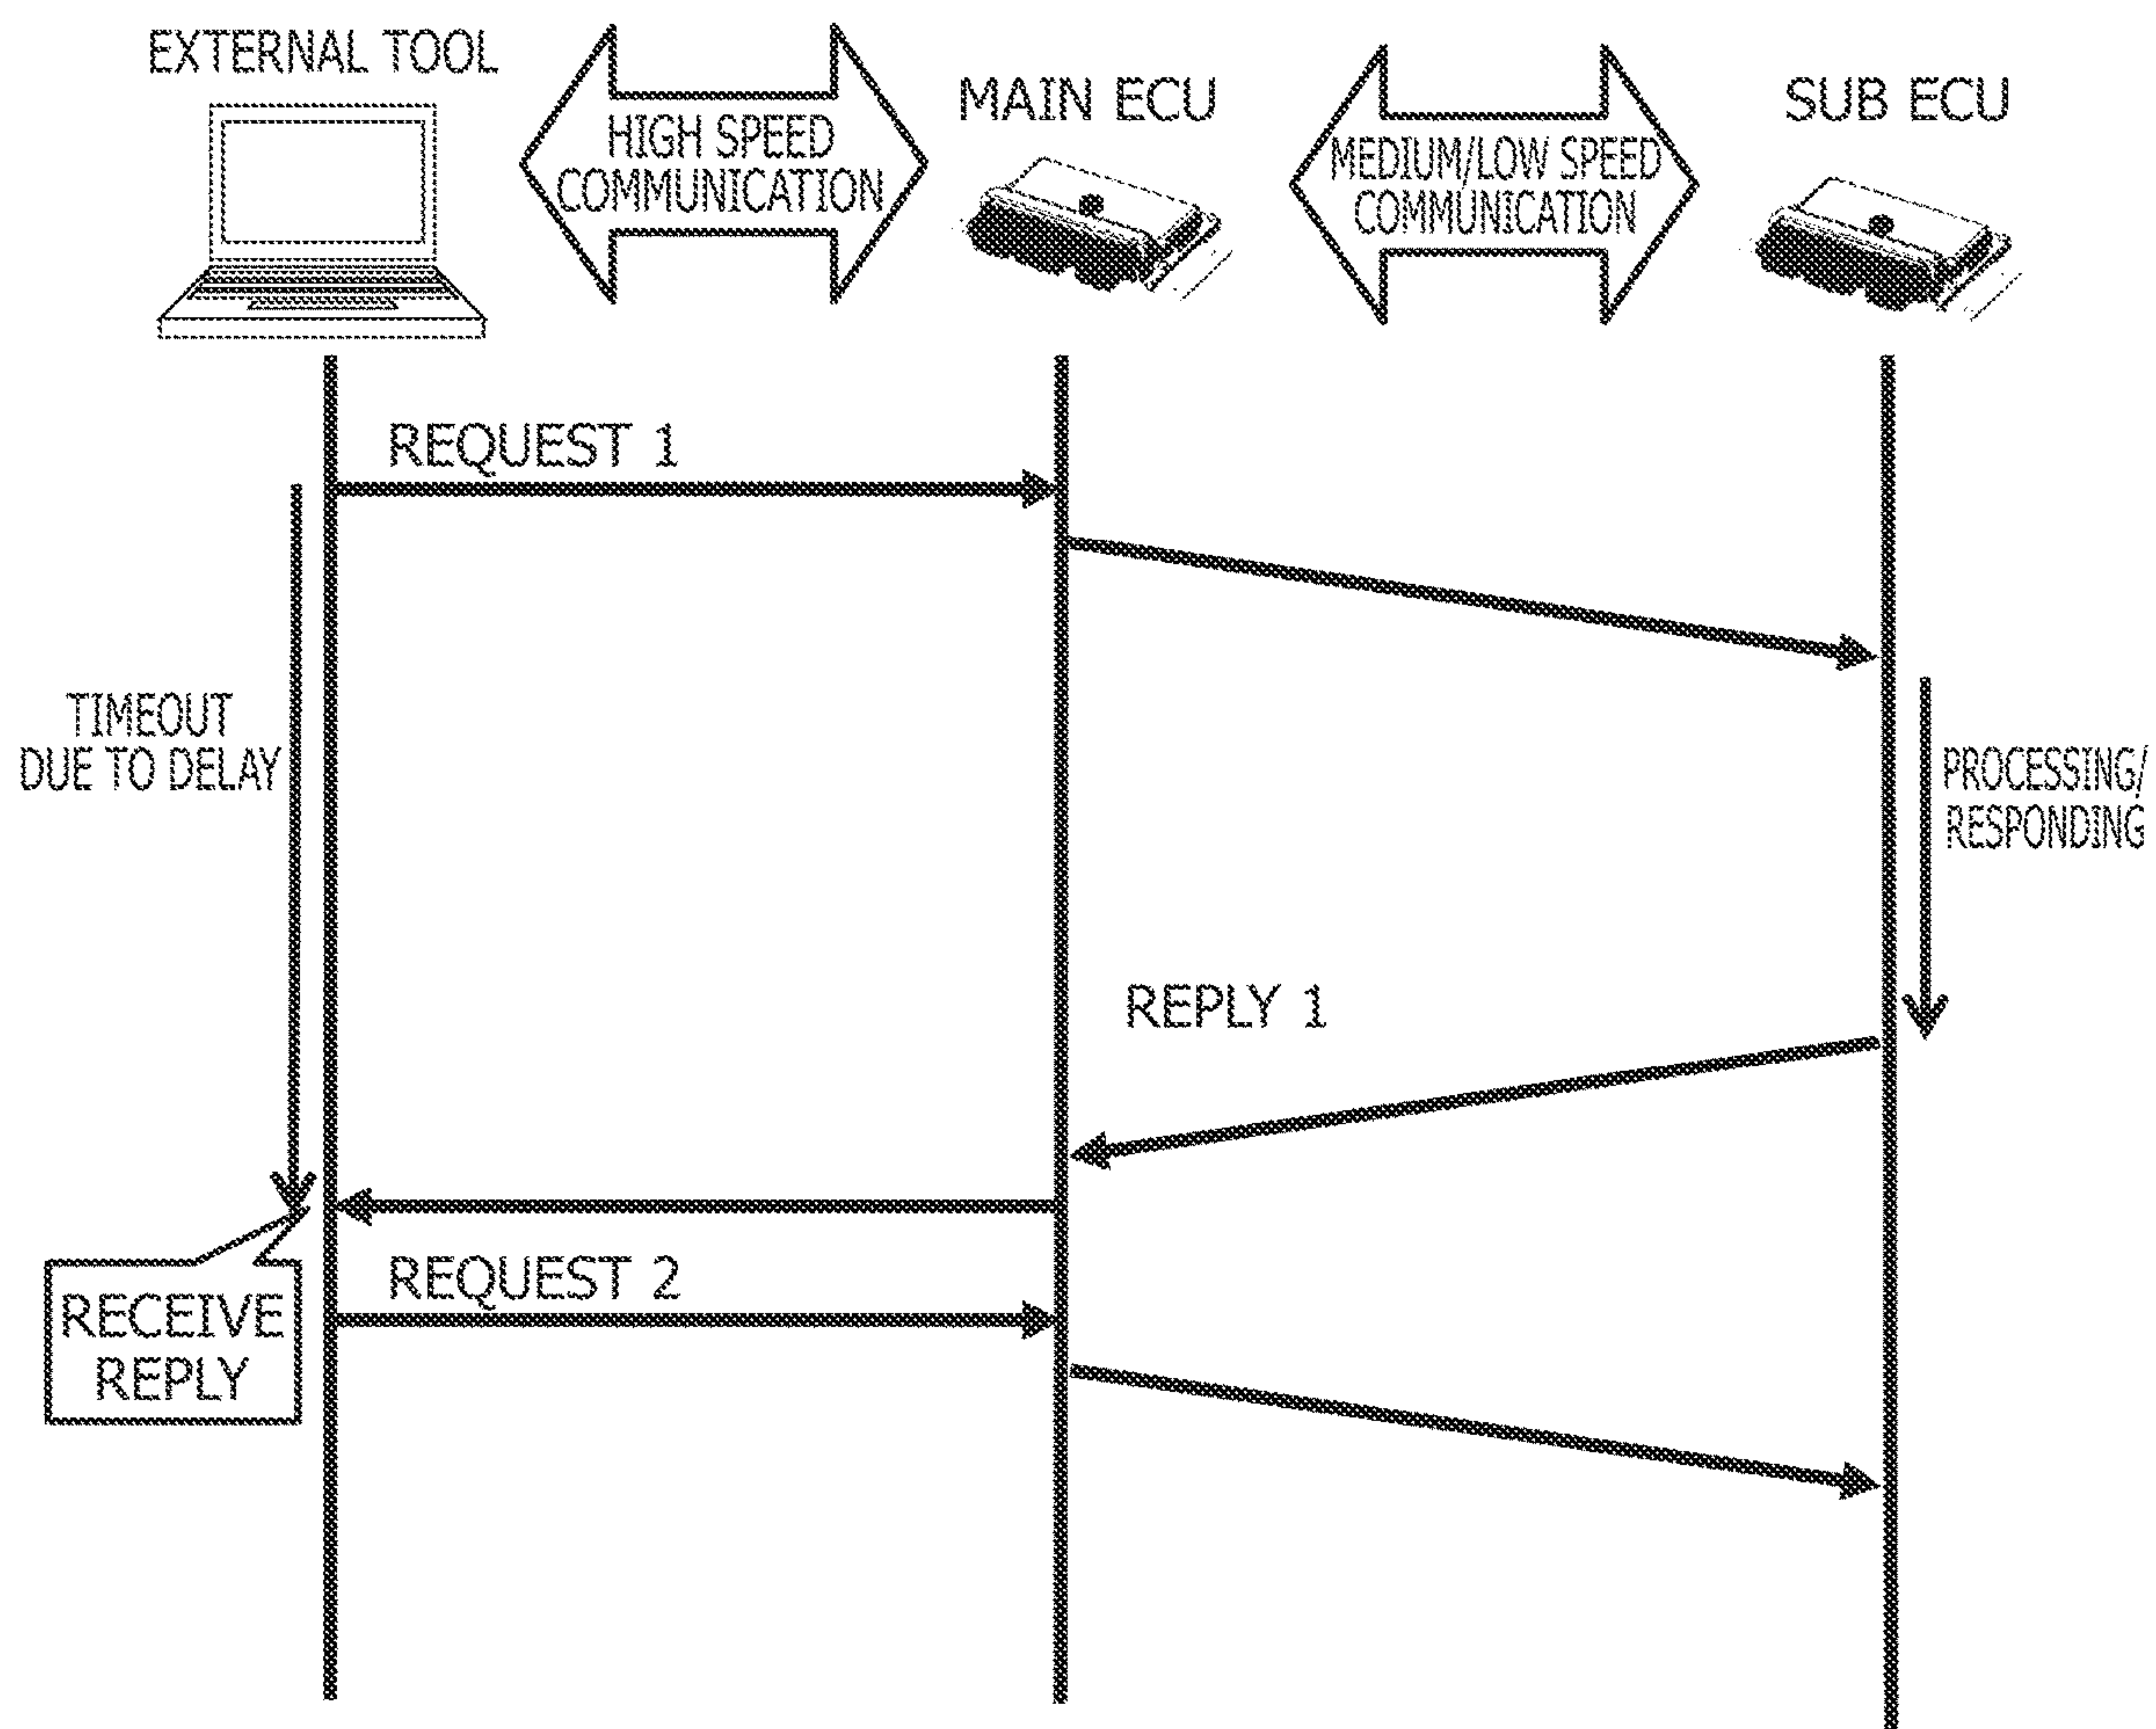 EXTERNAL TOOL
HIGH SPEED
COMMUNICATION
MAIN ECU
MEDIUM/LOW SPEED
COMMUNICATION
SUB ECU
REQUEST 1
TIMEOUT
DUE TO DELAY
PROCESSING/
RESPONDING
REPLY 1
REQUEST 2
RECEIVE
REPLY